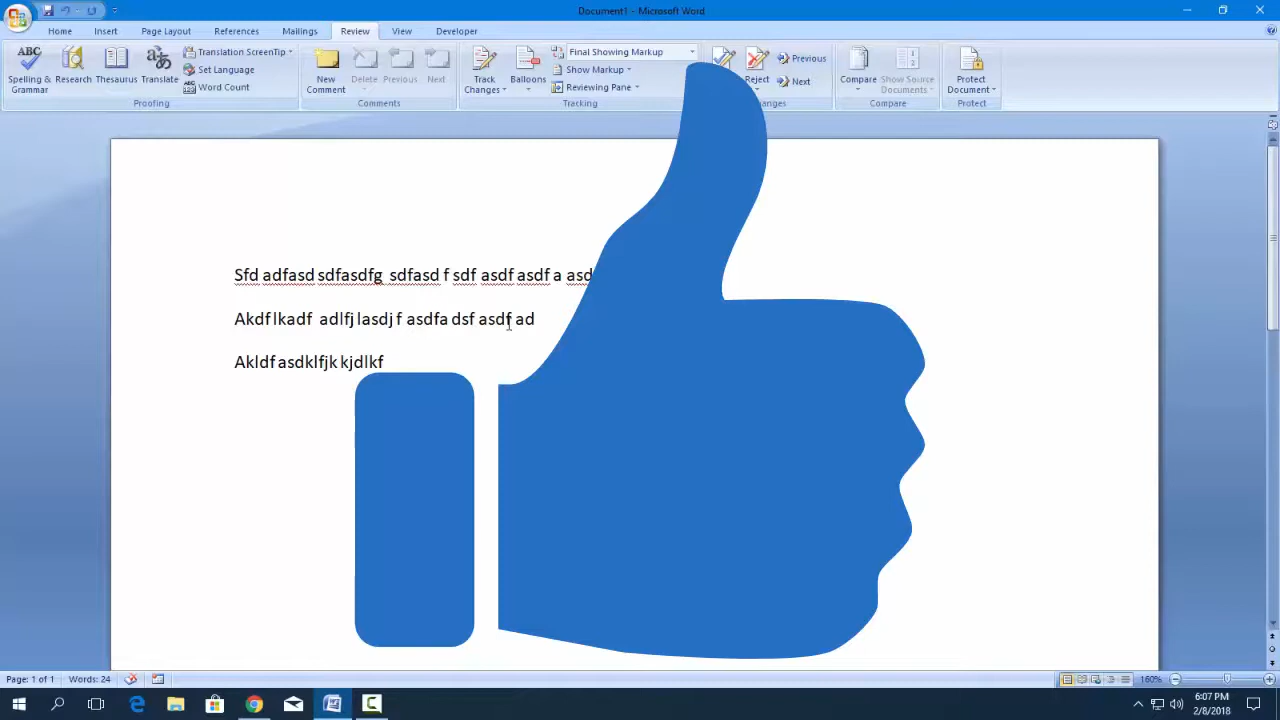 Document1 - Microsoft Word
Home Insert Page Layout References Mailings Review View Developer
ABC Spelling & Grammar
Research
Thesaurus
Translate
Translation ScreenTip
Set Language
ABC 123 Word Count
Proofing
New Comment
Delete
Previous
Next
Comments
Track Changes
Balloons
Final Showing Markup
Show Markup
Reviewing Pane
Tracking
Reject
Previous
Next
Compare
Show Source Documents
Compare
Protect Document
Protect
Sfd adfasd sdfasdfg sdfasd f sdf asdf asdf a asd
Akdf lkadf adlfj lasdj f asdfa dsf asdf ad
Akldf asdklfjk kjdlkf
Page: 1 of 1 Words: 24 160%
6:07 PM
2/8/2018